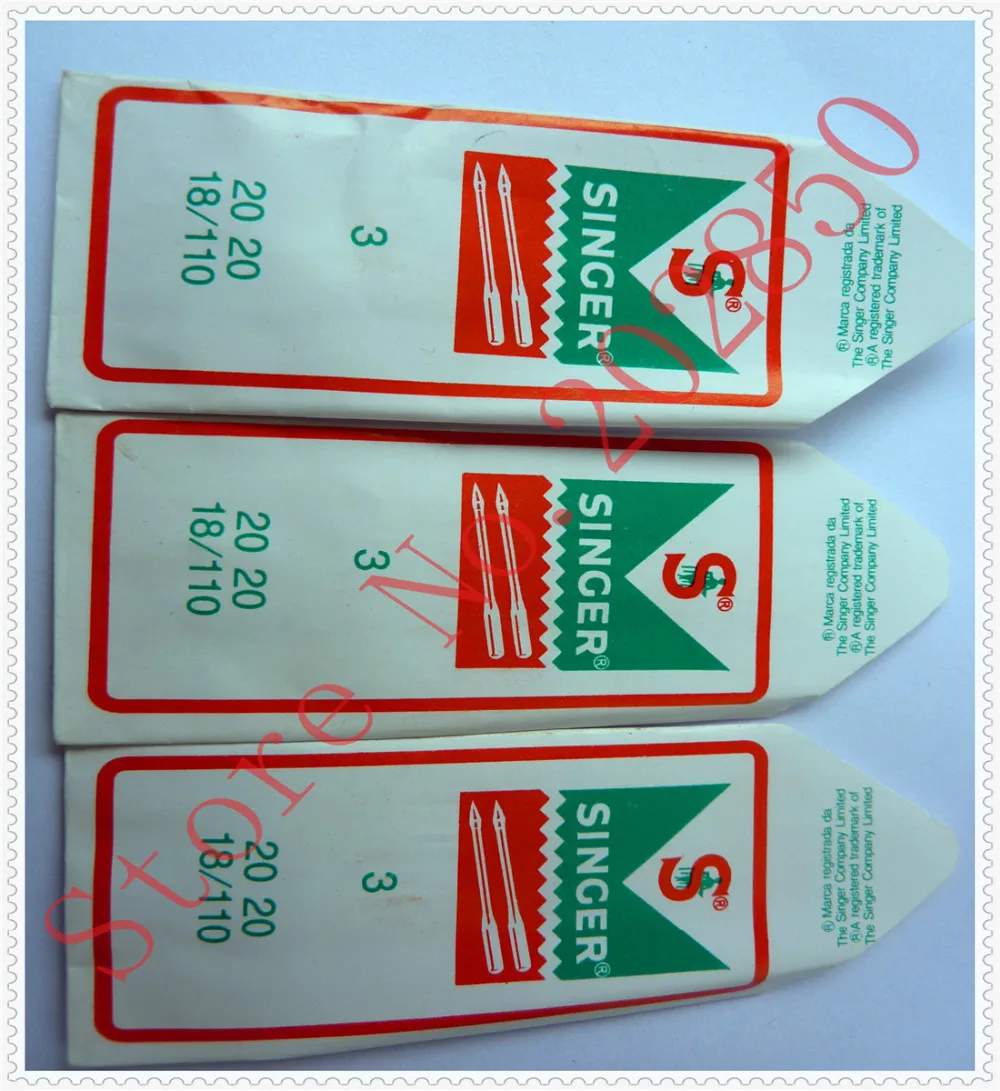 S®
SINGER®
3
20 20
18/110
® Marca registrada da
The Singer Company Limited
® A registered trademark of
The Singer Company Limited
S®
SINGER®
3
20 20
18/110
® Marca registrada da
The Singer Company Limited
® A registered trademark of
The Singer Company Limited
S®
SINGER®
3
20 20
18/110
® Marca registrada da
The Singer Company Limited
® A registered trademark of
The Singer Company Limited
Store No.202850